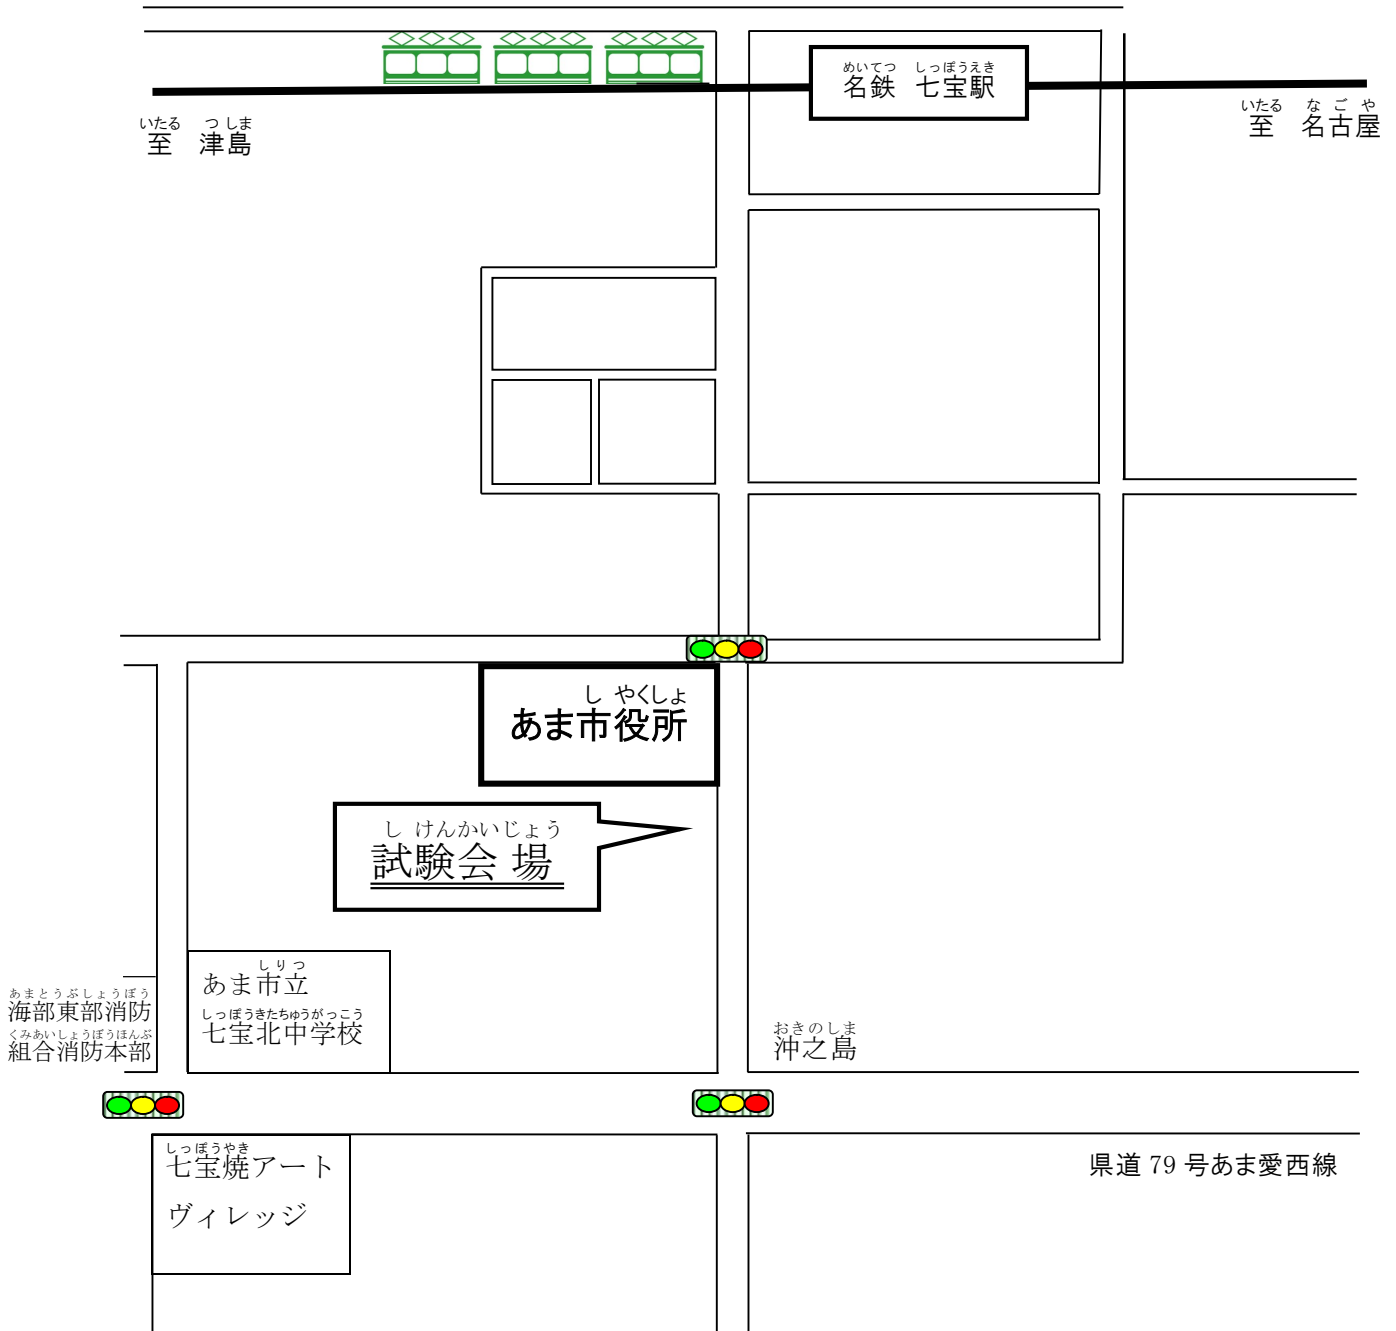 めいてつ しっぽうえき
名鉄 七宝駅
いたる つしま
至 津島
いたる なごや
至 名古屋
し やくしょ
あま市役所
し けんかいじょう
試験会場
しりつ
あま市立
しっぽうきたちゅうがっこう
七宝北中学校
あまとうぶしょうぼう
海部東部消防
くみあいしょうぼうほんぶ
組合消防本部
おきのしま
沖之島
しっぽうやき
七宝焼アート
ヴィレッジ
県道 79 号あま愛西線